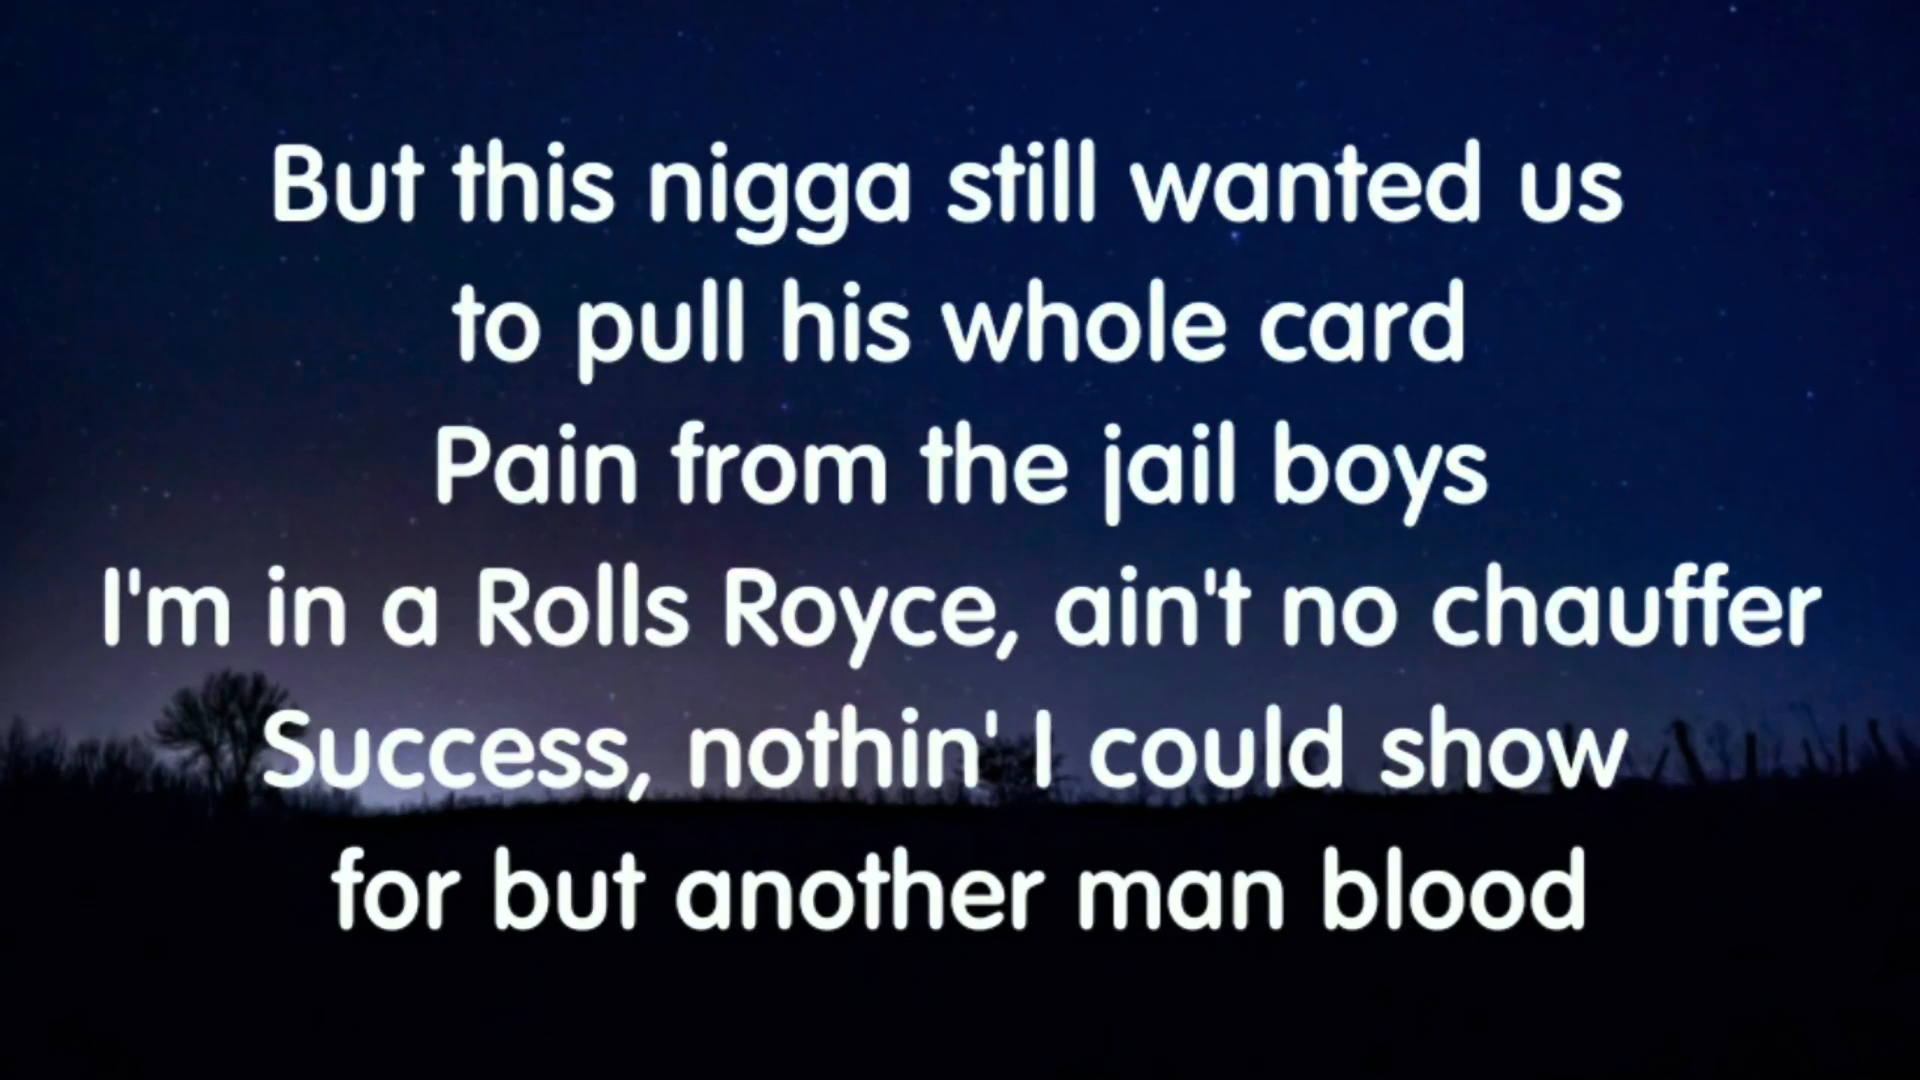 But this nigga still wanted us
to pull his whole card
Pain from the jail boys
I'm in a Rolls Royce, ain't no chauffer
Success, nothin' I could show
for but another man blood